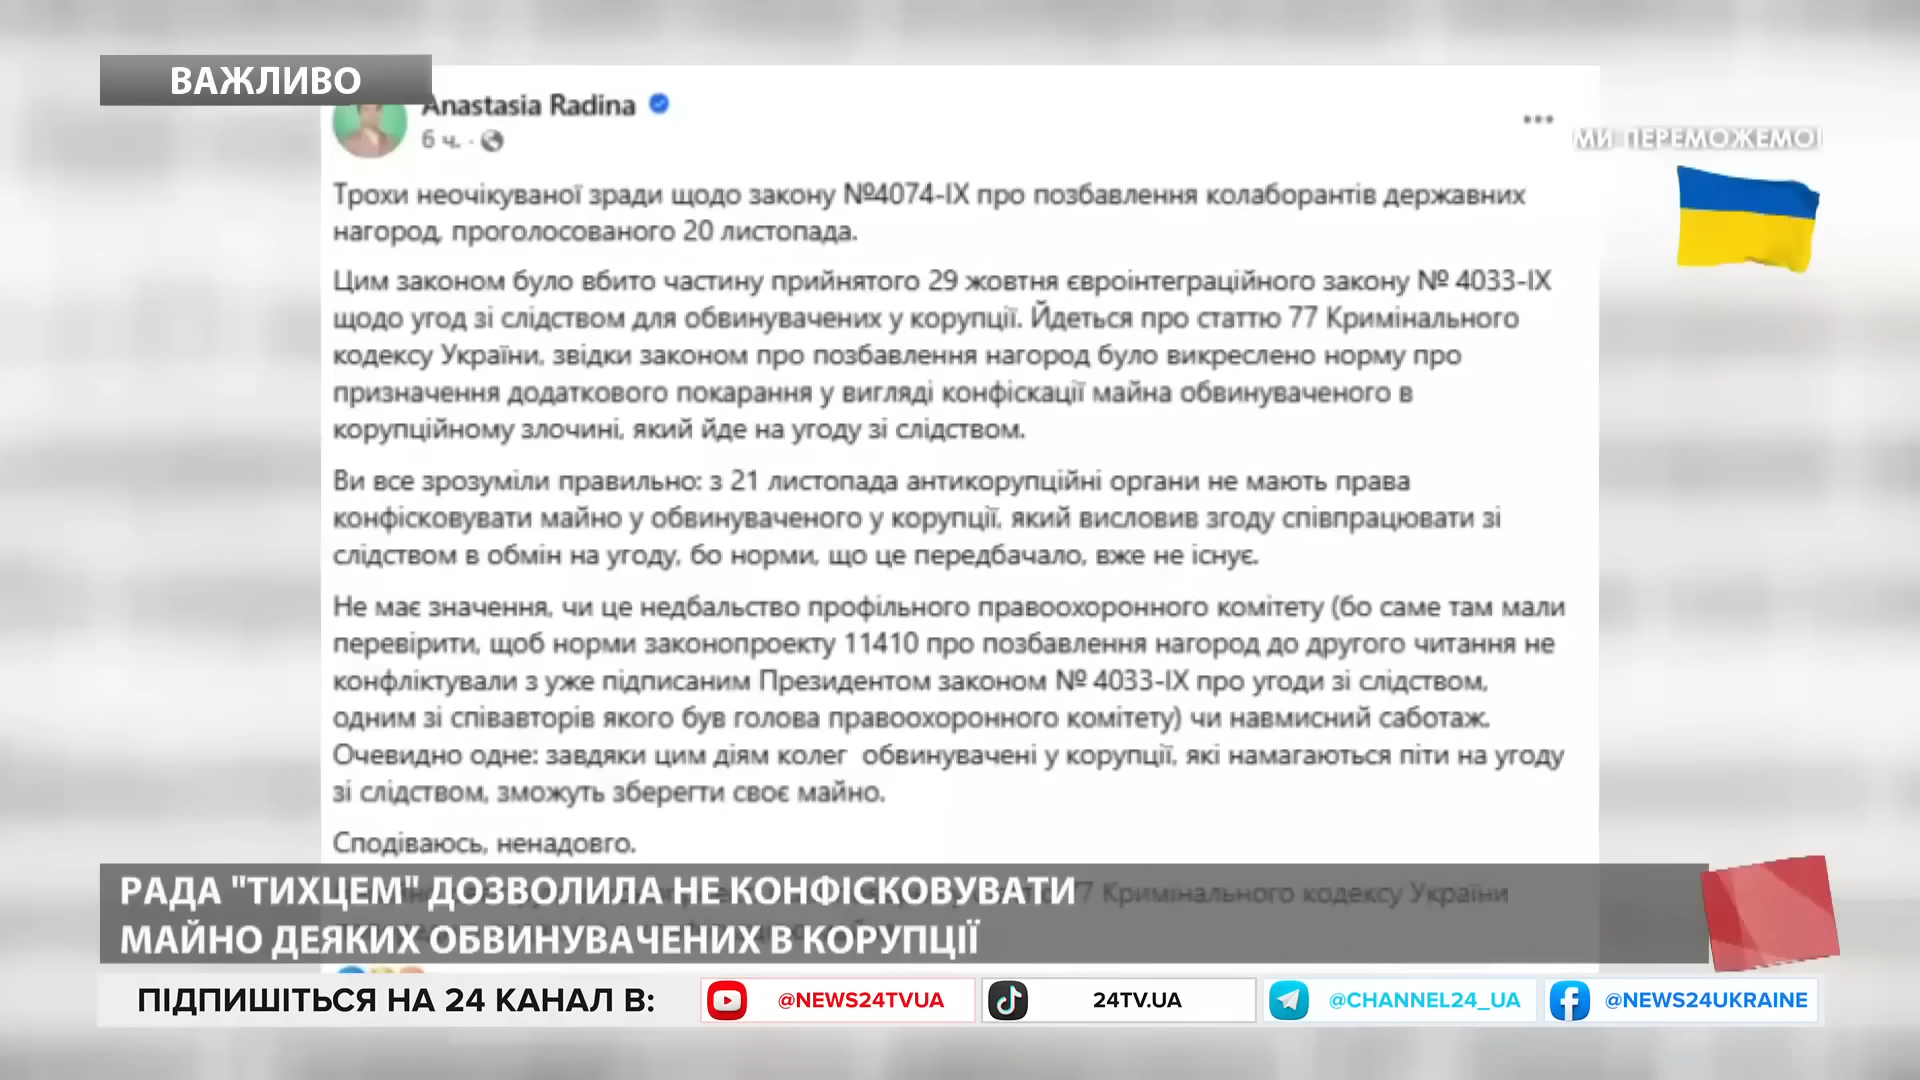 ВАЖЛИВО
Anastasia Radina
6 ч. ·
МИ ПЕРЕМОЖЕМО!
Трохи неочікуваної зради щодо закону №4074-IX про позбавлення колаборантів державних
нагород, проголосованого 20 листопада.
Цим законом було вбито частину прийнятого 29 жовтня євроінтеграційного закону № 4033-IX
щодо угод зі слідством для обвинувачених у корупції. Йдеться про статтю 77 Кримінального
кодексу України, звідки законом про позбавлення нагород було викреслено норму про
призначення додаткового покарання у вигляді конфіскації майна обвинуваченого в
корупційному злочині, який йде на угоду зі слідством.
Ви все зрозуміли правильно: з 21 листопада антикорупційні органи не мають права
конфісковувати майно у обвинуваченого у корупції, який висловив згоду співпрацювати зі
слідством в обмін на угоду, бо норми, що це передбачало, вже не існує.
Не має значення, чи це недбальство профільного правоохоронного комітету (бо саме там мали
перевірити, щоб норми законопроекту 11410 про позбавлення нагород до другого читання не
конфліктували з уже підписаним Президентом законом № 4033-IX про угоди зі слідством,
одним зі співавторів якого був голова правоохоронного комітету) чи навмисний саботаж.
Очевидно одне: завдяки цим діям колег обвинувачені у корупції, які намагаються піти на угоду
зі слідством, зможуть зберегти своє майно.
Сподіваюсь, ненадовго.
77 Кримінального кодексу України
РАДА "ТИХЦЕМ" ДОЗВОЛИЛА НЕ КОНФІСКОВУВАТИ
МАЙНО ДЕЯКИХ ОБВИНУВАЧЕНИХ В КОРУПЦІЇ
ПІДПИШІТЬСЯ НА 24 КАНАЛ В:
@NEWS24TVUA
24TV.UA
@CHANNEL24_UA
@NEWS24UKRAINE